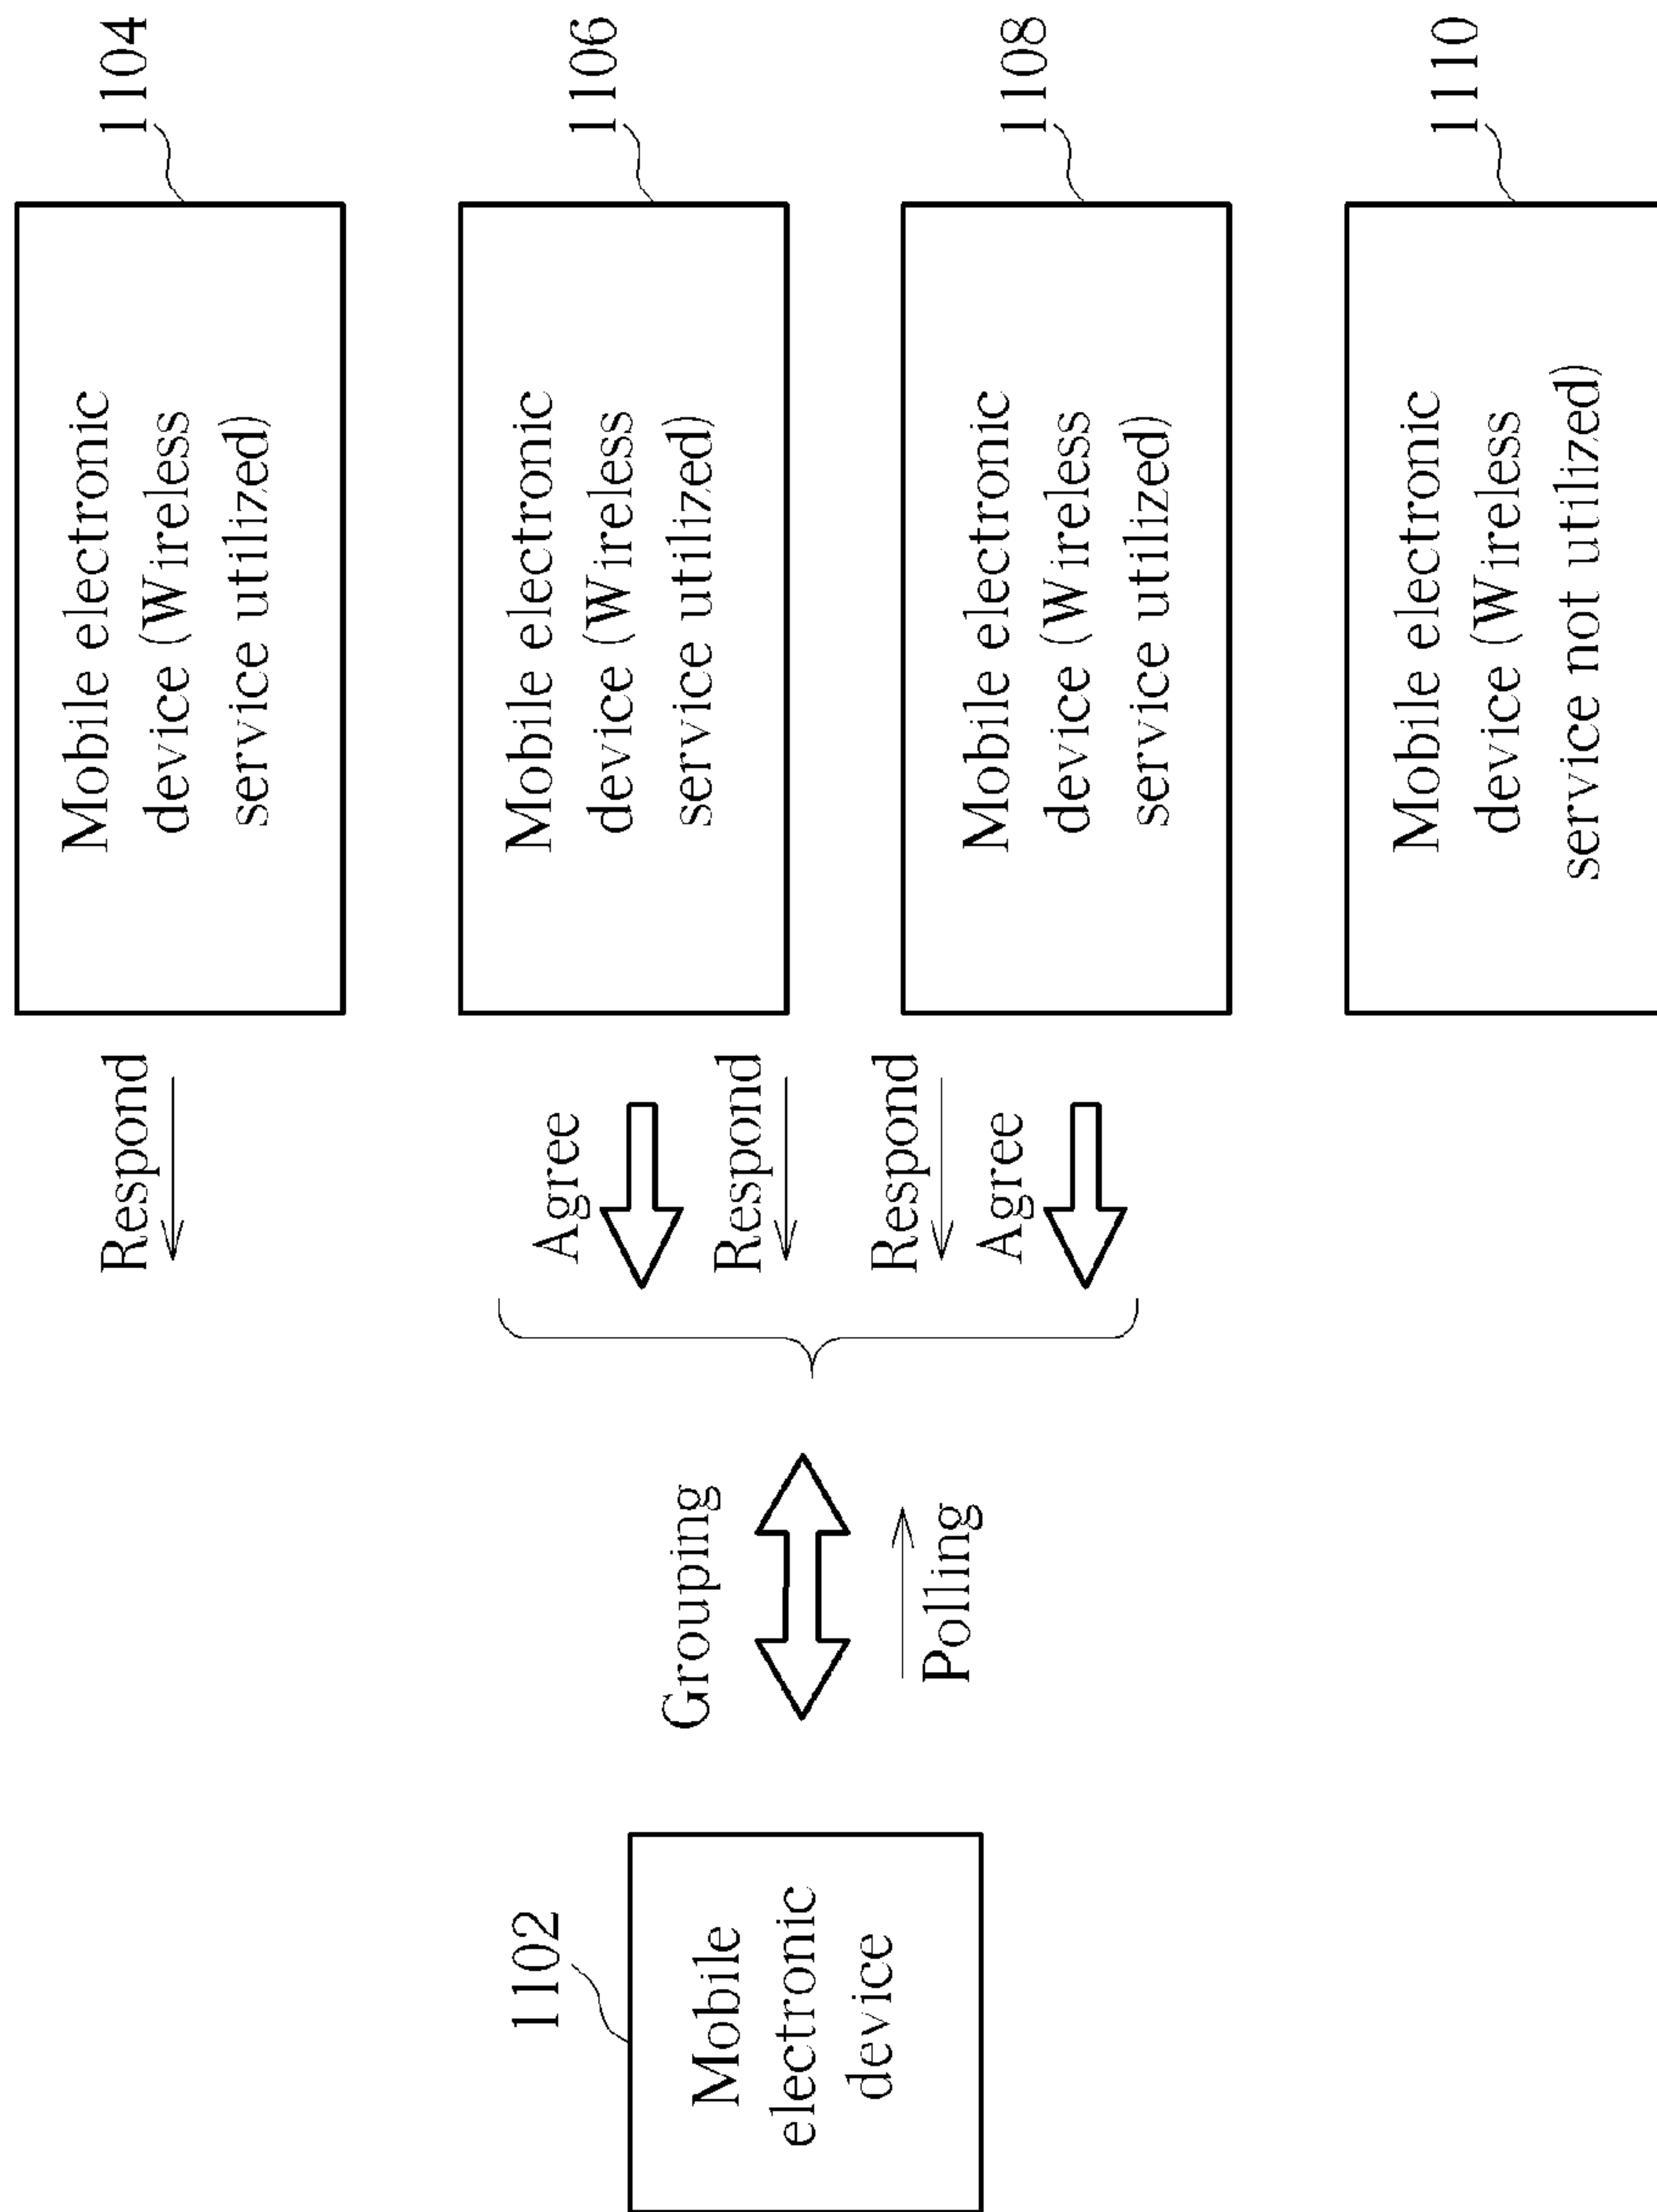 1102
Mobile
electronic
device
Grouping
Polling
Respond
Agree
Respond
Respond
Agree
1104
Mobile electronic
device (Wireless
service utilized)
1106
Mobile electronic
device (Wireless
service utilized)
1108
Mobile electronic
device (Wireless
service utilized)
1110
Mobile electronic
device (Wireless
service not utilized)